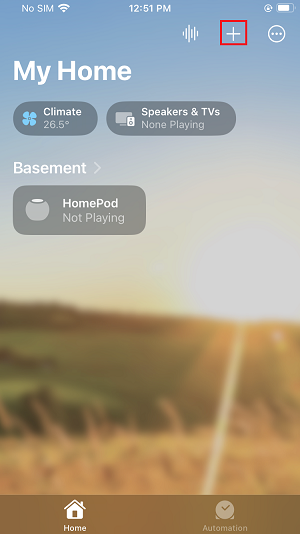 No SIM 12:51 PM
My Home
Climate
26.5°
Speakers & TVs
None Playing
6
Basement
HomePod
Not Playing
Home
Automation